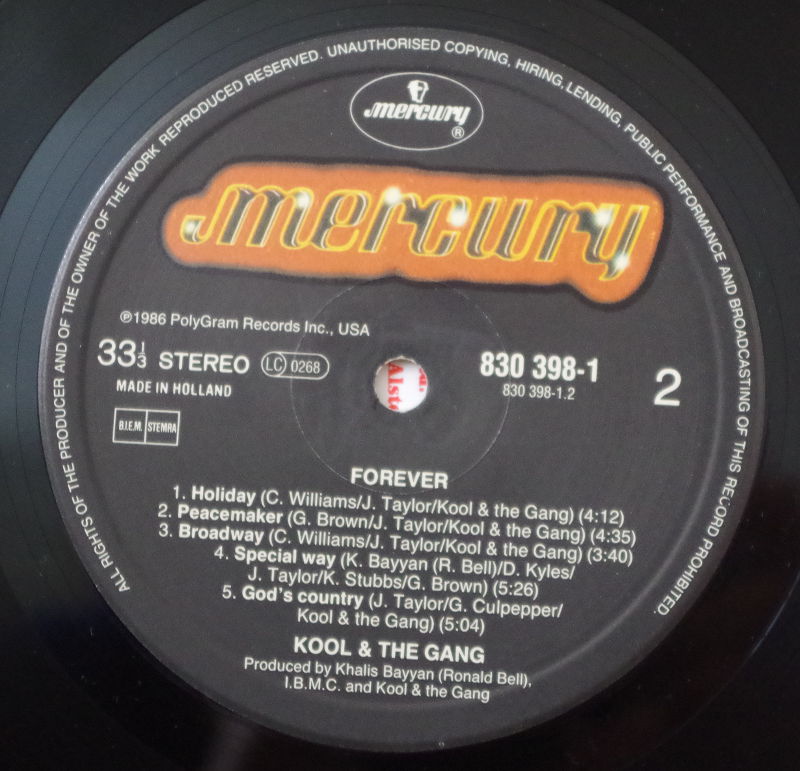 ALL RIGHTS OF THE PRODUCER AND OF THE OWNER OF THE WORK REPRODUCED RESERVED. UNAUTHORISED COPYING, HIRING, LENDING, PUBLIC PERFORMANCE AND BROADCASTING OF THIS RECORD PROHIBITED.
mercury ®
mercury
℗1986 PolyGram Records Inc., USA
33 1/3 STEREO LC 0268
MADE IN HOLLAND
B.I.E.M. STEMRA
830 398-1
830 398-1.2
2
FOREVER
1. Holiday (C. Williams/J. Taylor/Kool & the Gang) (4:12)
2. Peacemaker (G. Brown/J. Taylor/Kool & the Gang) (4:35)
3. Broadway (C. Williams/J. Taylor/Kool & the Gang) (3:40)
4. Special way (K. Bayyan (R. Bell)/D. Kyles/
J. Taylor/K. Stubbs/G. Brown) (5:26)
5. God's country (J. Taylor/G. Culpepper/
Kool & the Gang) (5:04)
KOOL & THE GANG
Produced by Khalis Bayyan (Ronald Bell),
I.B.M.C. and Kool & the Gang